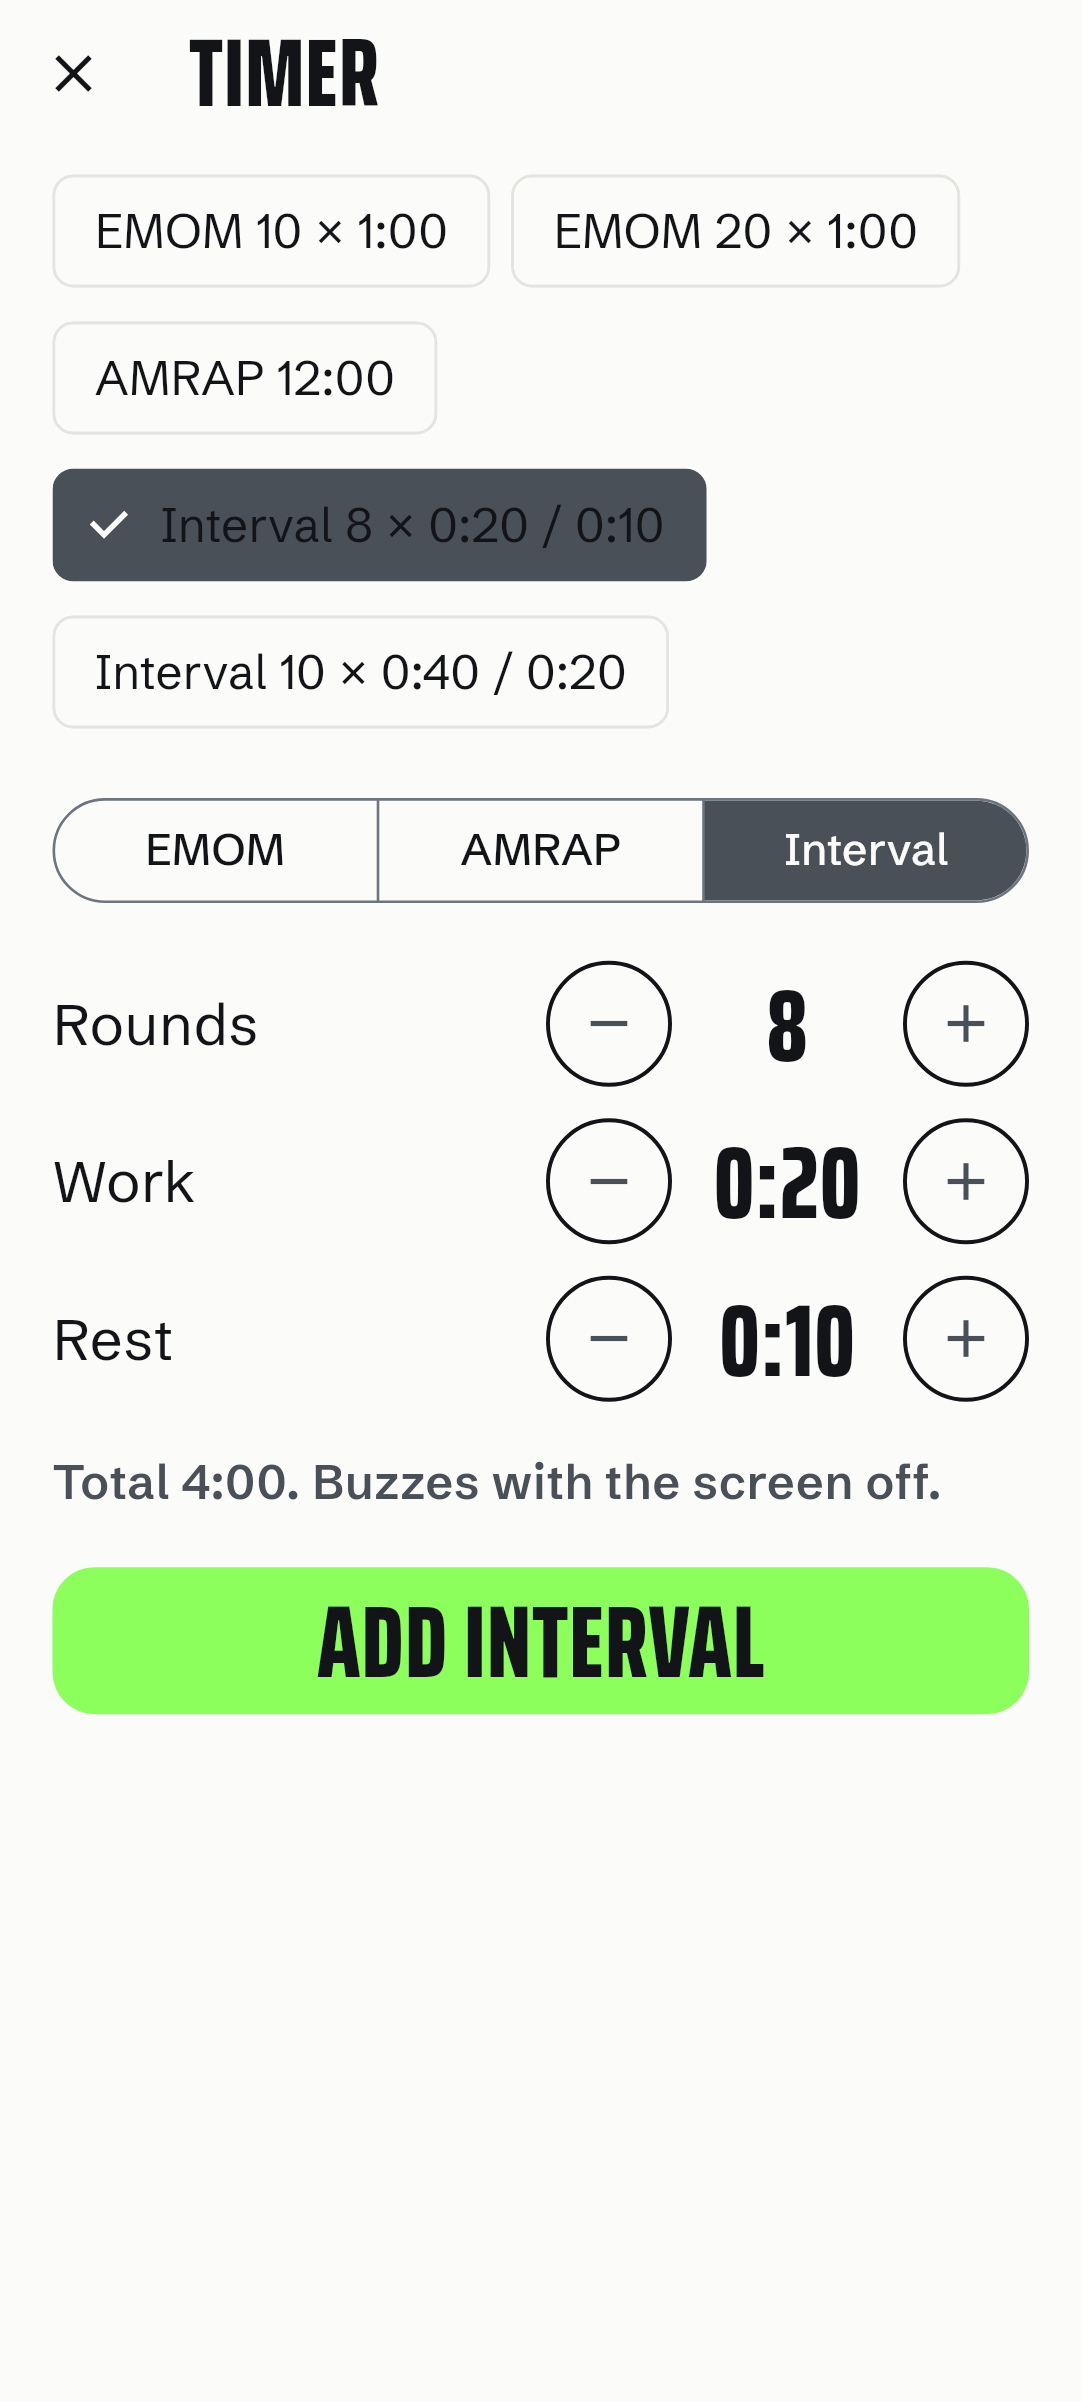 TIMER
EMOM 10 × 1:00
EMOM 20 × 1:00
AMRAP 12:00
Interval 8 × 0:20 / 0:10
Interval 10 × 0:40 / 0:20
EMOM AMRAP Interval
Rounds − 8 +
Work − 0:20 +
Rest − 0:10 +
Total 4:00. Buzzes with the screen off.
ADD INTERVAL